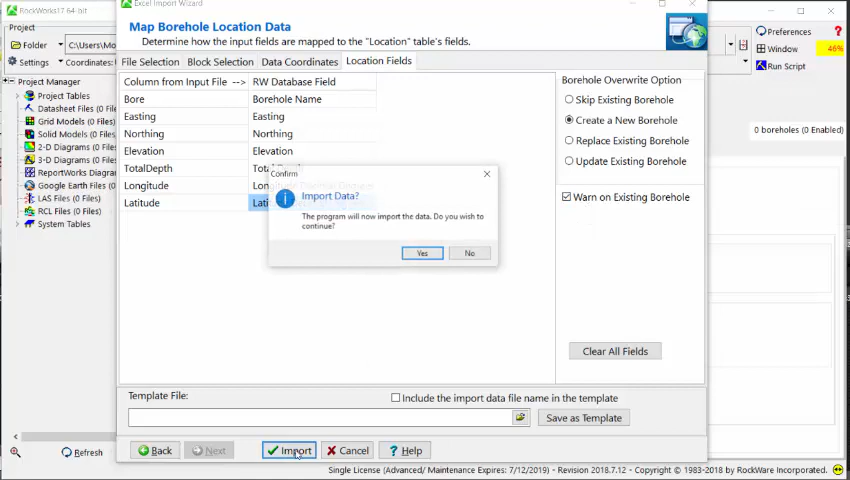 RockWorks17 64-bit
Excel Import Wizard
Project
Folder
C:\Users\Mo
Settings
Coordinates:
Map Borehole Location Data
Determine how the input fields are mapped to the "Location" table's fields.
Preferences
Window
46%
Run Script
File Selection
Block Selection
Data Coordinates
Location Fields
Project Manager
Project Tables
Datasheet Files (0 File
Grid Models (0 Files)
Solid Models (0 Files
2-D Diagrams (0 File
3-D Diagrams (0 File
ReportWorks Diagran
Google Earth Files (0
LAS Files (0 Files)
RCL Files (0 Files)
System Tables
Column from Input File -->
RW Database Field
Bore
Borehole Name
Easting
Easting
Northing
Northing
Elevation
Elevation
TotalDepth
Longitude
Latitude
Borehole Overwrite Option
Skip Existing Borehole
Create a New Borehole
Replace Existing Borehole
Update Existing Borehole
Warn on Existing Borehole
0 boreholes (0 Enabled)
Confirm
Import Data?
The program will now import the data. Do you wish to
continue?
Yes
No
Clear All Fields
Template File:
Include the import data file name in the template
Save as Template
Refresh
Back
Next
Import
Cancel
Help
Single License (Advanced/ Maintenance Expires: 7/12/2019) - Revision 2018.7.12 - Copyright © 1983-2018 by RockWare Incorporated.